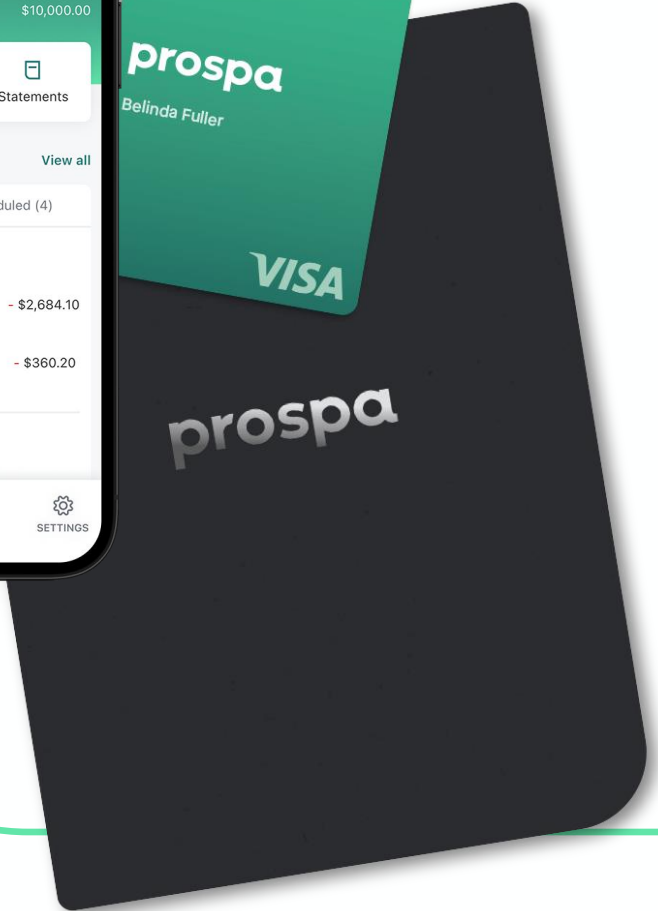 $10,000.00
Statements
View all
duled (4)
- $2,684.10
- $360.20
SETTINGS
prospa
Belinda Fuller
VISA
prospa